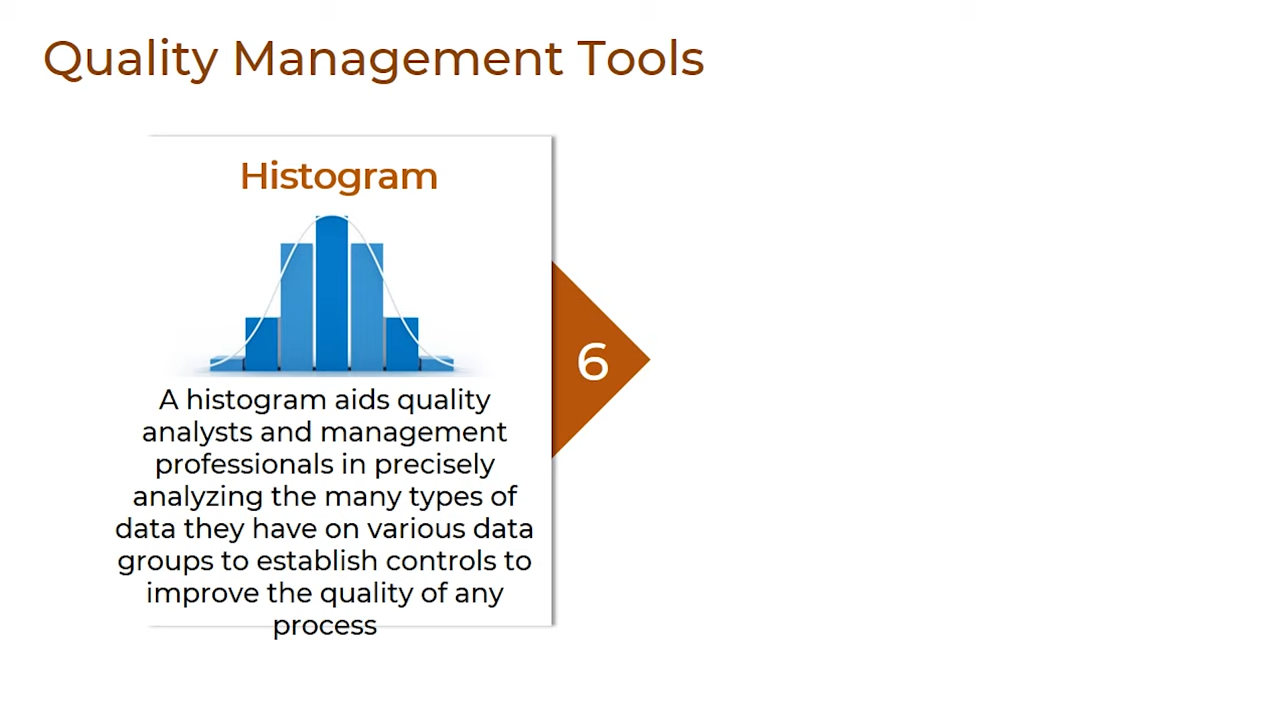 Quality Management Tools
Histogram
6
A histogram aids quality
analysts and management
professionals in precisely
analyzing the many types of
data they have on various data
groups to establish controls to
improve the quality of any
process